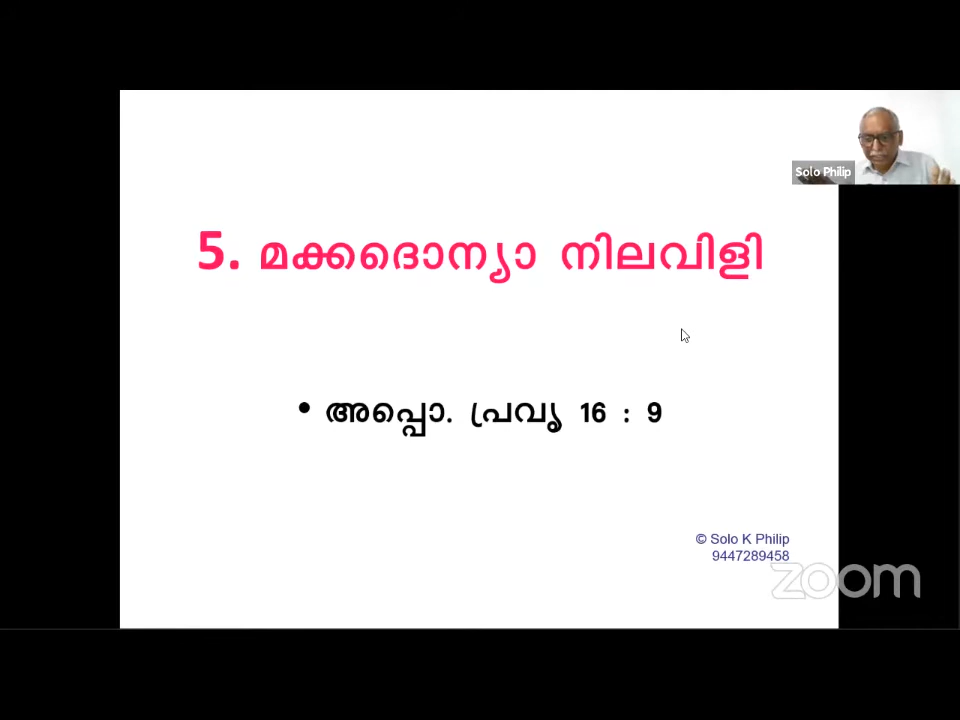 Solo Philip
5. മക്കദൊന്യാ നിലവിളി
• അപ്പൊ. പ്രവൃ 16 : 9
© Solo K Philip
9447289458
zoom